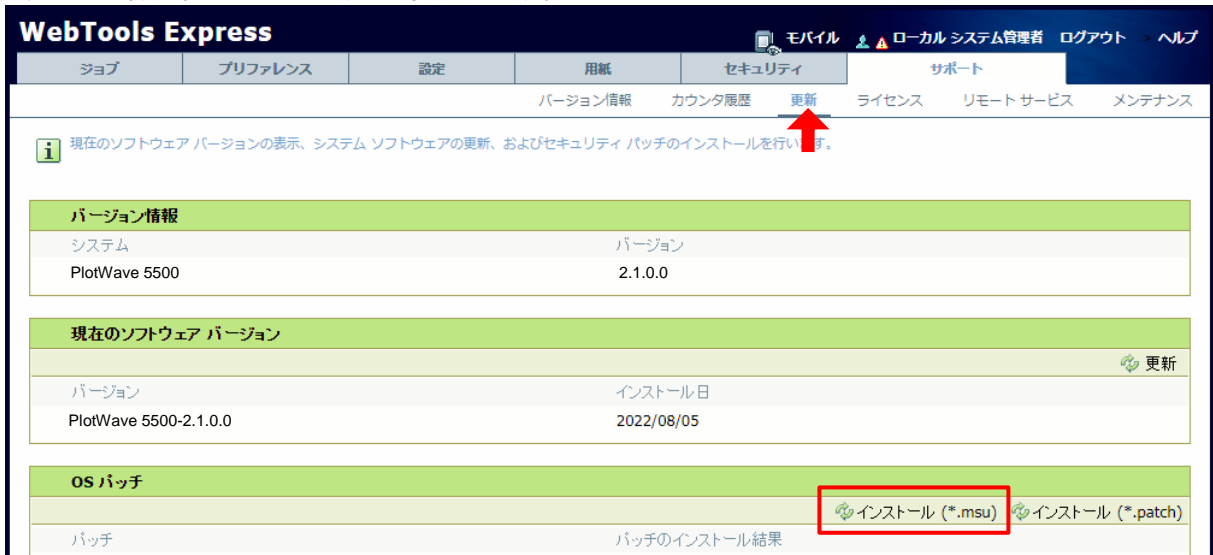 WebTools Express
モバイル ローカル システム管理者 ログアウト ヘルプ
ジョブ プリファレンス 設定 用紙 セキュリティ サポート
バージョン情報 カウンタ履歴 更新 ライセンス リモート サービス メンテナンス
現在のソフトウェア バージョンの表示、システム ソフトウェアの更新、およびセキュリティ パッチのインストールを行います。
バージョン情報
システム バージョン
PlotWave 5500 2.1.0.0
現在のソフトウェア バージョン
更新
バージョン インストール日
PlotWave 5500-2.1.0.0 2022/08/05
OS パッチ
インストール (*.msu) インストール (*.patch)
パッチ パッチのインストール結果